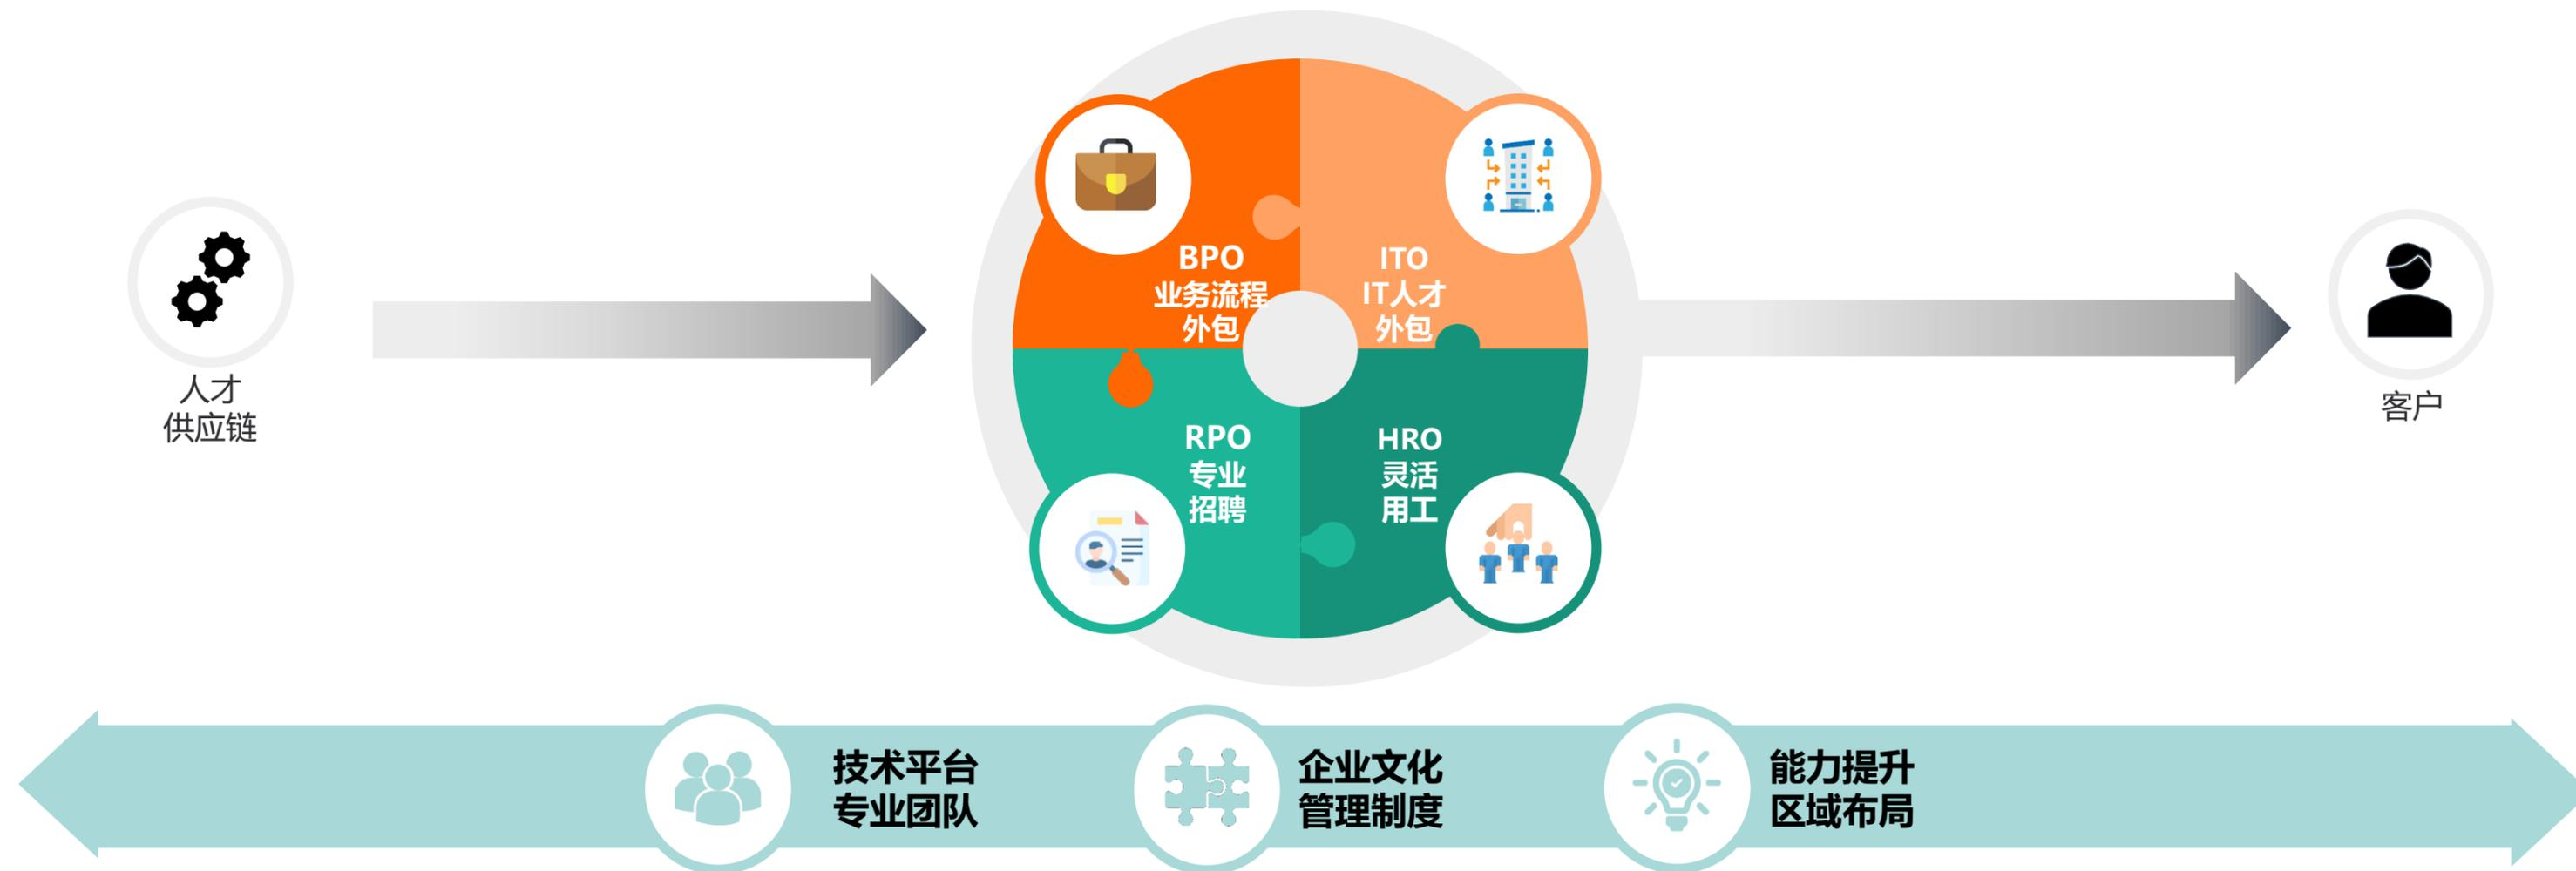 人才
供应链
BPO
业务流程
外包
ITO
IT人才
外包
RPO
专业
招聘
HRO
灵活
用工
客户
技术平台
专业团队
企业文化
管理制度
能力提升
区域布局